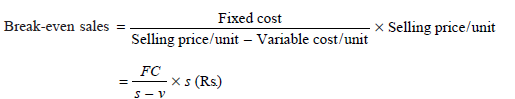 Break-even sales = Fixed cost / Selling price/unit − Variable cost/unit × Selling price/unit
= FC / s − v × s (Rs.)